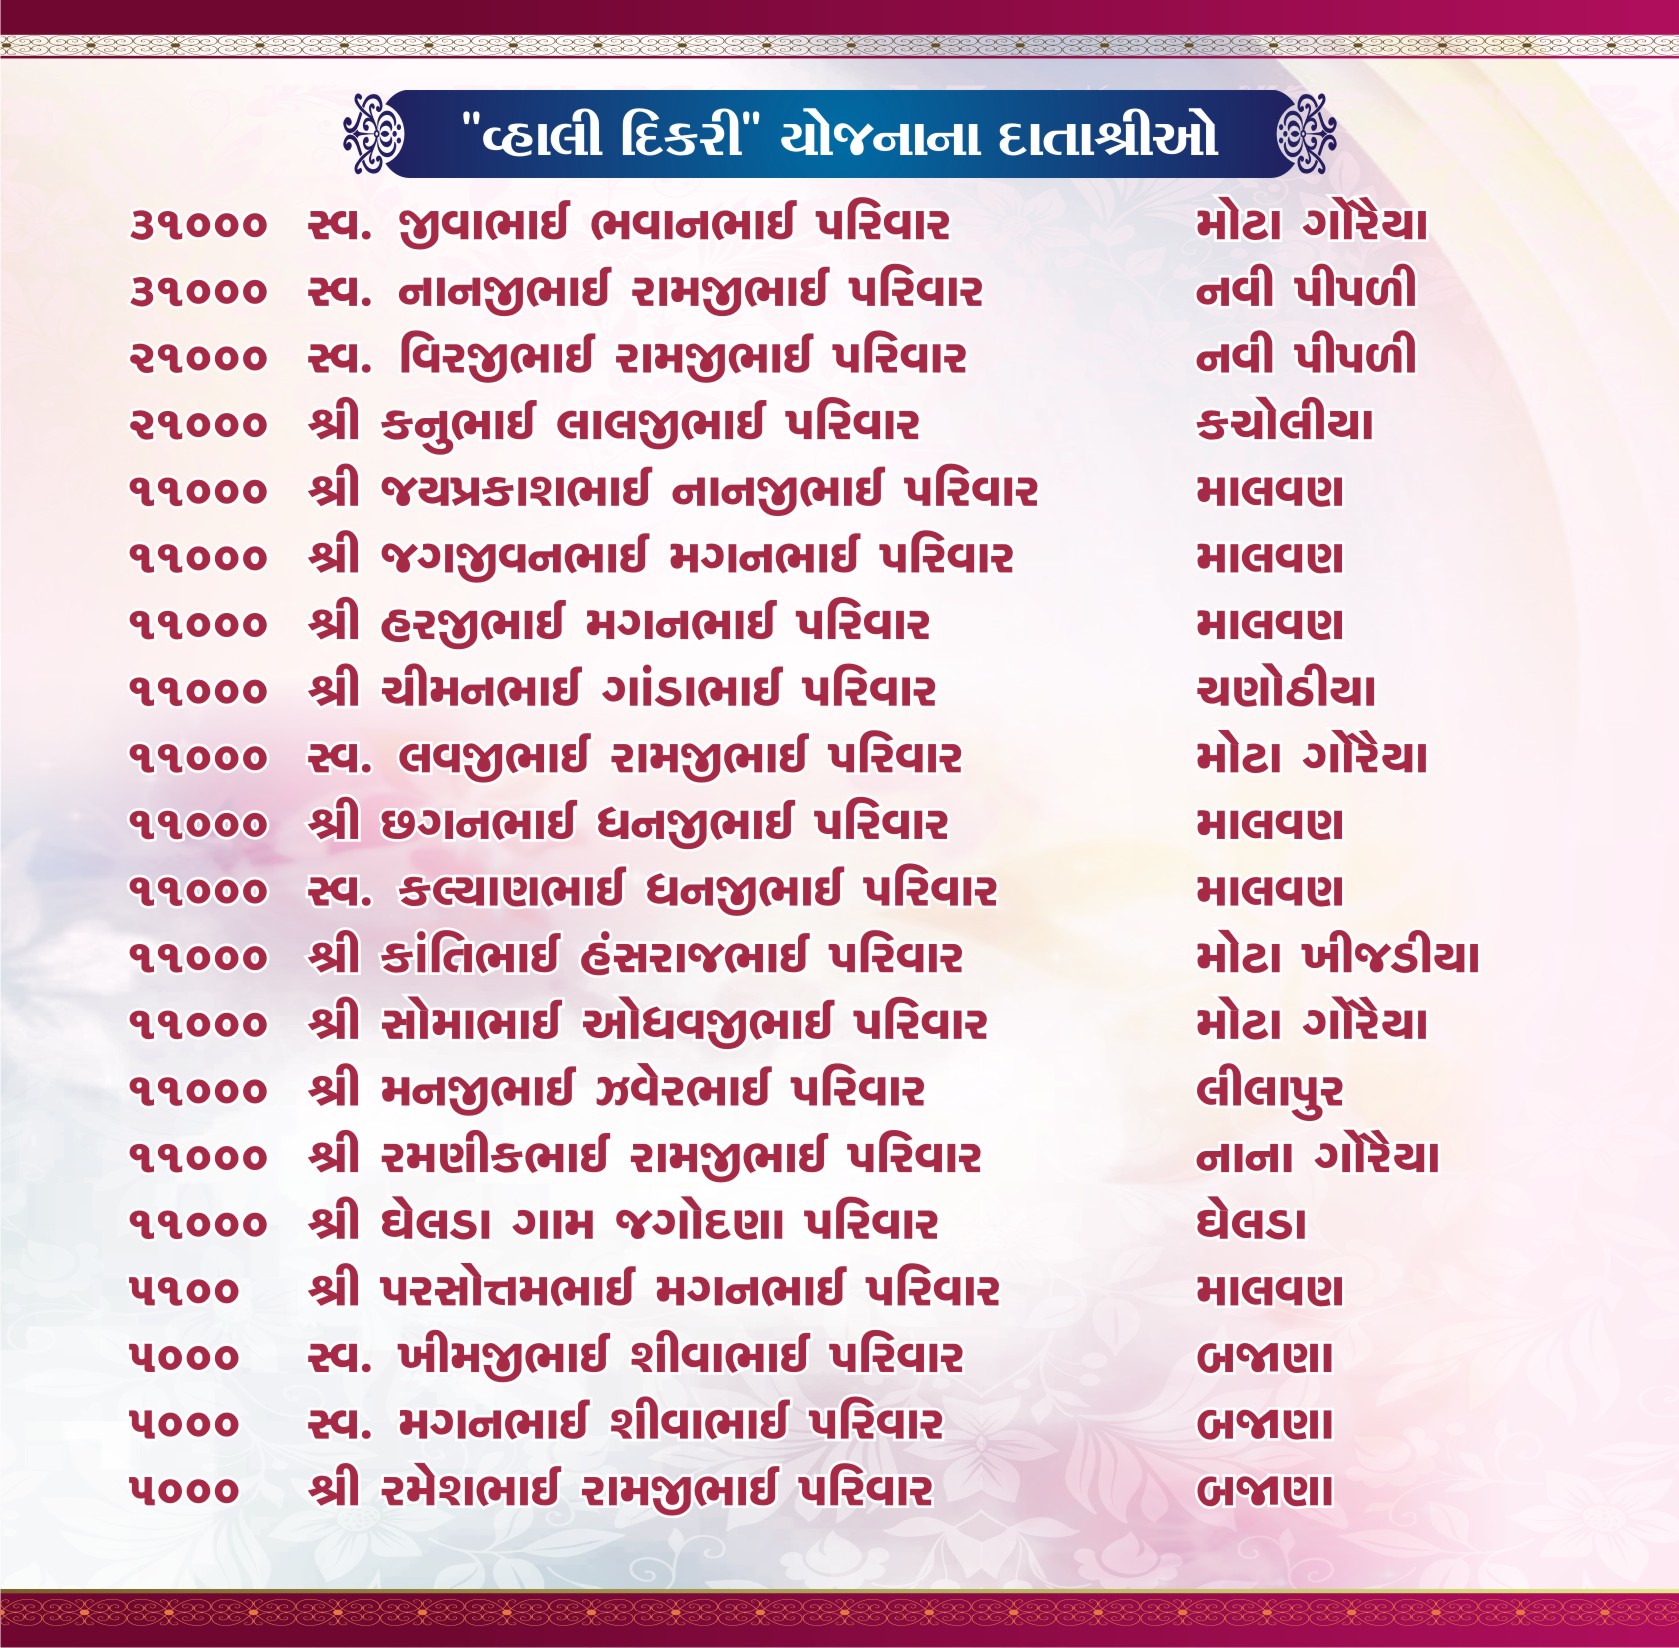 "વ્હાલી દિકરી" યોજનાના દાતાશ્રીઓ
૩૧૦૦૦ સ્વ. જીવાભાઈ ભવાનભાઈ પરિવાર મોટા ગોરૈયા
૩૧૦૦૦ સ્વ. નાનજીભાઈ રામજીભાઈ પરિવાર નવી પીપળી
૨૧૦૦૦ સ્વ. વિરજીભાઈ રામજીભાઈ પરિવાર નવી પીપળી
૨૧૦૦૦ શ્રી કનુભાઈ લાલજીભાઈ પરિવાર કચોલીયા
૧૧૦૦૦ શ્રી જયપ્રકાશભાઈ નાનજીભાઈ પરિવાર માલવણ
૧૧૦૦૦ શ્રી જગજીવનભાઈ મગનભાઈ પરિવાર માલવણ
૧૧૦૦૦ શ્રી હરજીભાઈ મગનભાઈ પરિવાર માલવણ
૧૧૦૦૦ શ્રી ચીમનભાઈ ગાંડાભાઈ પરિવાર ચણોઠીયા
૧૧૦૦૦ સ્વ. લવજીભાઈ રામજીભાઈ પરિવાર મોટા ગોરૈયા
૧૧૦૦૦ શ્રી છગનભાઈ ધનજીભાઈ પરિવાર માલવણ
૧૧૦૦૦ સ્વ. કલ્યાણભાઈ ધનજીભાઈ પરિવાર માલવણ
૧૧૦૦૦ શ્રી કાંતિભાઈ હંસરાજભાઈ પરિવાર મોટા ખીજડીયા
૧૧૦૦૦ શ્રી સોમાભાઈ ઓધવજીભાઈ પરિવાર મોટા ગોરૈયા
૧૧૦૦૦ શ્રી મનજીભાઈ ઝવેરભાઈ પરિવાર લીલાપુર
૧૧૦૦૦ શ્રી રમણીકભાઈ રામજીભાઈ પરિવાર નાના ગોરૈયા
૧૧૦૦૦ શ્રી ઘેલડા ગામ જગોદણા પરિવાર ઘેલડા
૫૧૦૦ શ્રી પરસોત્તમભાઈ મગનભાઈ પરિવાર માલવણ
૫૦૦૦ સ્વ. ખીમજીભાઈ શીવાભાઈ પરિવાર બજાણા
૫૦૦૦ સ્વ. મગનભાઈ શીવાભાઈ પરિવાર બજાણા
૫૦૦૦ શ્રી રમેશભાઈ રામજીભાઈ પરિવાર બજાણા